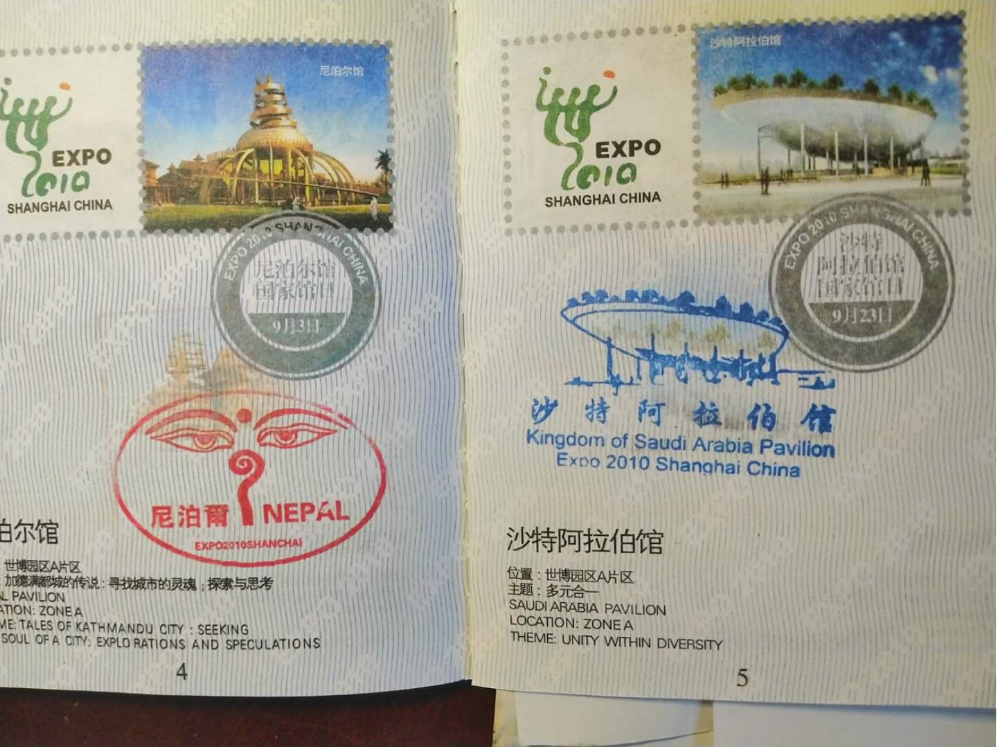 尼泊尔馆
EXPO
2010
SHANGHAI CHINA
EXPO 2010 SHANGHAI CHINA
尼泊尔馆
国家馆日
9月3日
尼泊爾 NEPAL
EXPO2010SHANGHAI
泊尔馆
: 世博园区A片区
: 加德满都城的传说：寻找城市的灵魂；探索与思考
AL PAVILION
ATION: ZONE A
ME: TALES OF KATHMANDU CITY : SEEKING
SOUL OF A CITY: EXPLORATIONS AND SPECULATIONS
4
沙特阿拉伯馆
EXPO
2010
SHANGHAI CHINA
EXPO 2010 SHANGHAI CHINA
沙特
阿拉伯馆
国家馆日
9月23日
沙特阿拉伯馆
Kingdom of Saudi Arabia Pavilion
Expo 2010 Shanghai China
沙特阿拉伯馆
位置：世博园区A片区
主题：多元合一
SAUDI ARABIA PAVILION
LOCATION: ZONE A
THEME: UNITY WITHIN DIVERSITY
5